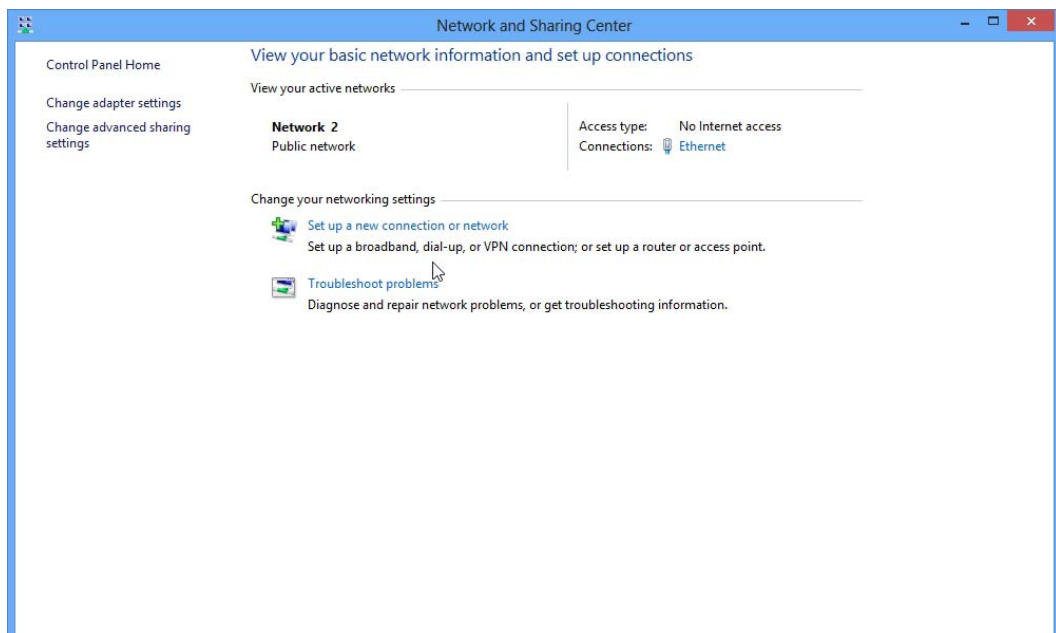 Network and Sharing Center
Control Panel Home
Change adapter settings
Change advanced sharing
settings
View your basic network information and set up connections
View your active networks
Network 2
Public network
Access type: No Internet access
Connections: Ethernet
Change your networking settings
Set up a new connection or network
Set up a broadband, dial-up, or VPN connection; or set up a router or access point.
Troubleshoot problems
Diagnose and repair network problems, or get troubleshooting information.